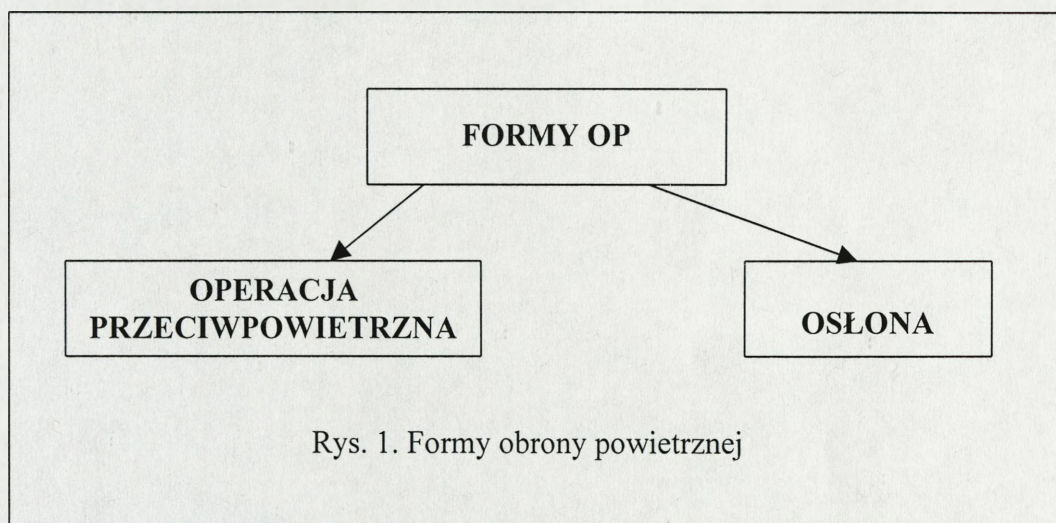 FORMY OP
OPERACJA
PRZECIWPOWIETRZNA
OSŁONA
Rys. 1. Formy obrony powietrznej